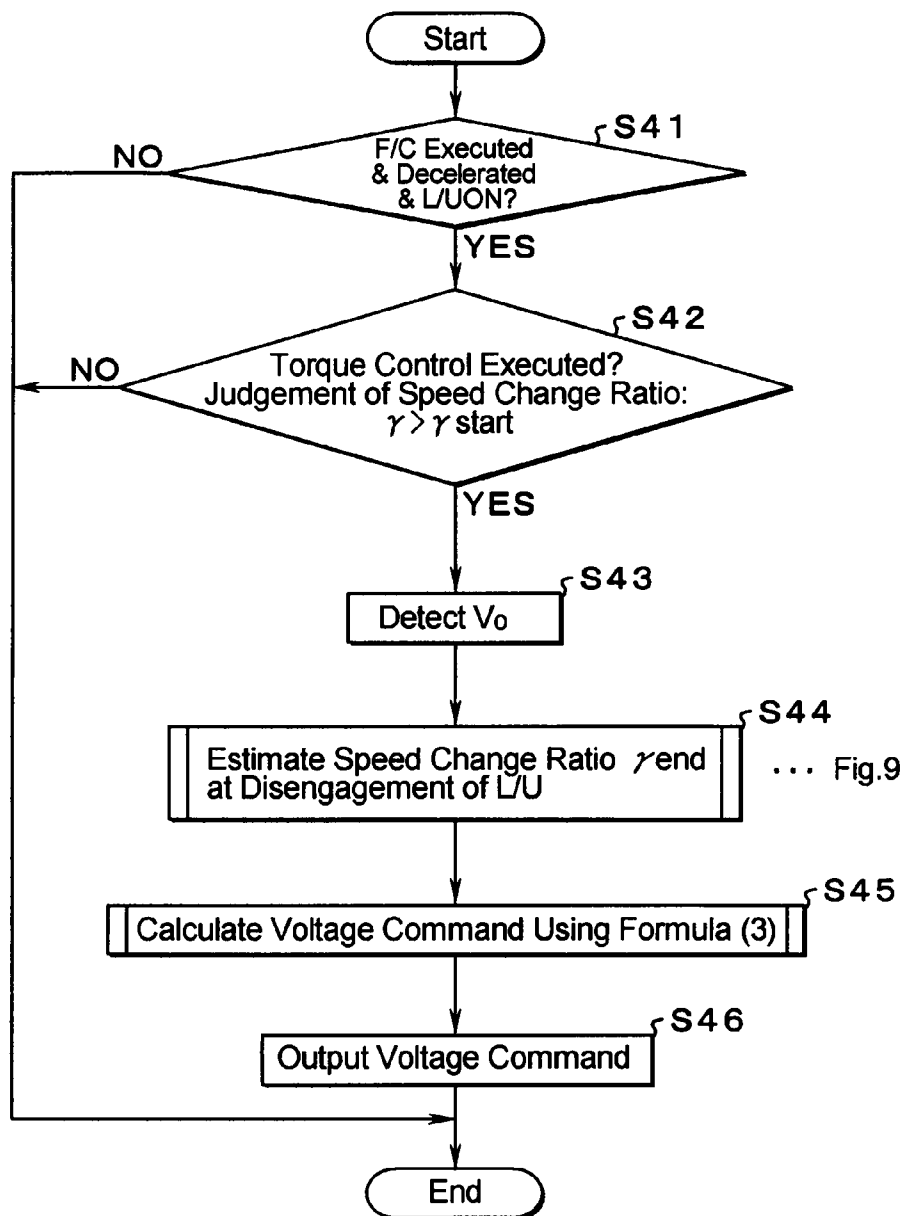 Start
S41
NO
F/C Executed
& Decelerated
& L/UON?
YES
S42
NO
Torque Control Executed?
Judgement of Speed Change Ratio:
γ > γ start
YES
S43
Detect V₀
S44
Estimate Speed Change Ratio γ end
at Disengagement of L/U
··· Fig.9
S45
Calculate Voltage Command Using Formula (3)
S46
Output Voltage Command
End